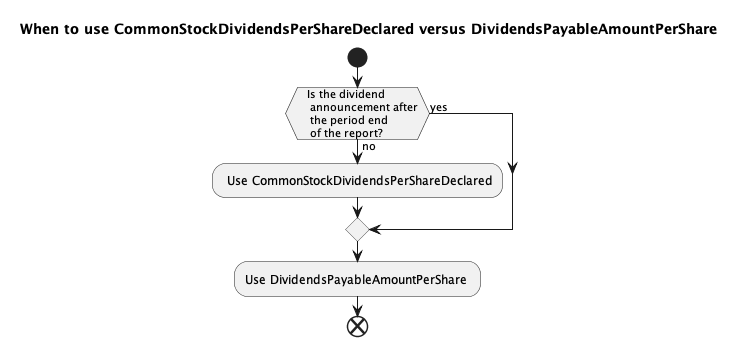 When to use CommonStockDividendsPerShareDeclared versus DividendsPayableAmountPerShare
Is the dividend
announcement after
the period end
of the report?
yes
no
Use CommonStockDividendsPerShareDeclared
Use DividendsPayableAmountPerShare